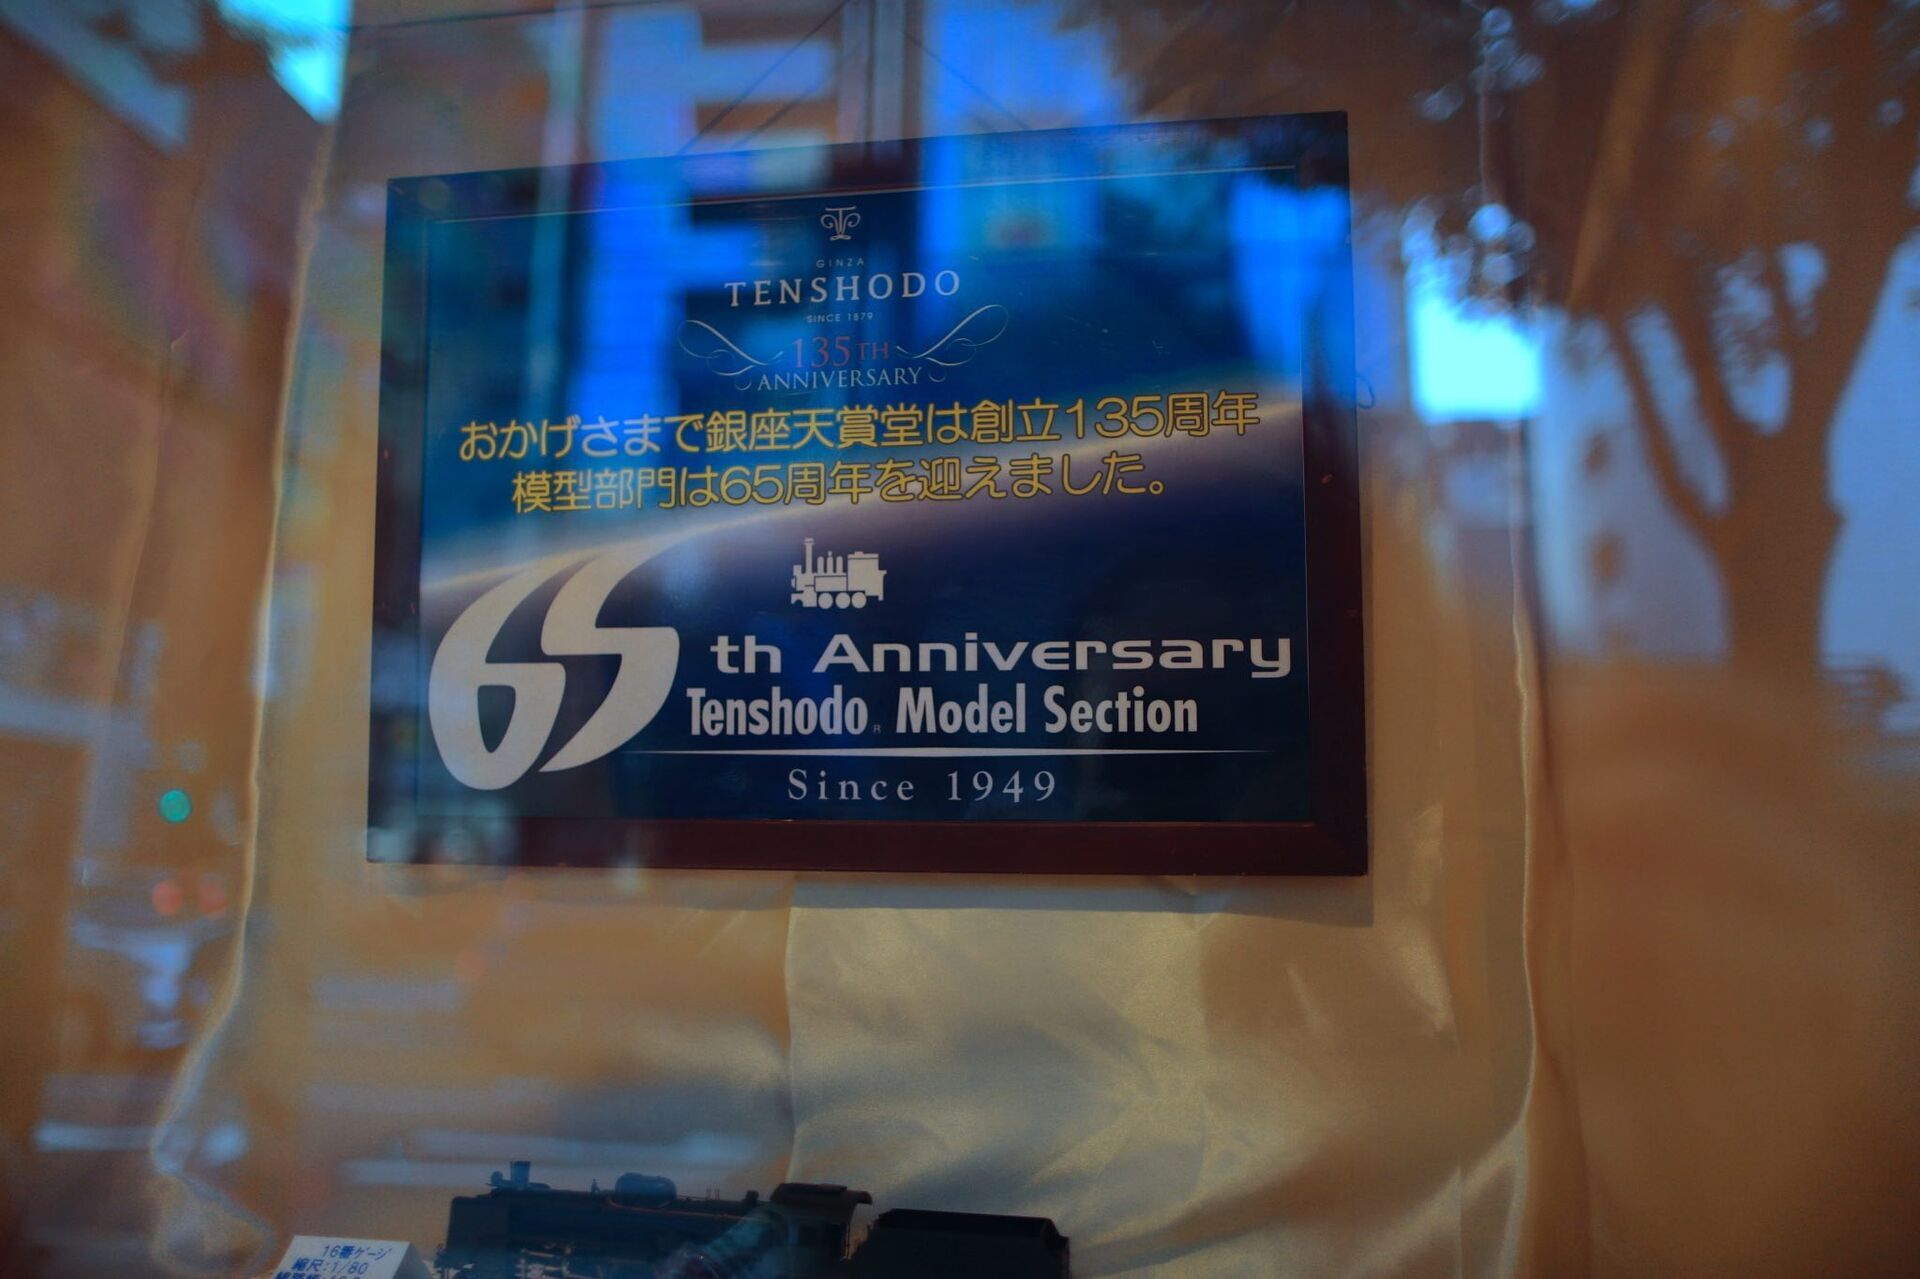 GINZA
TENSHODO
SINCE 1879
135TH
ANNIVERSARY
おかげさまで銀座天賞堂は創立135周年
模型部門は65周年を迎えました。
65th Anniversary
Tenshodo® Model Section
Since 1949
16番ゲージ
縮尺:1/80